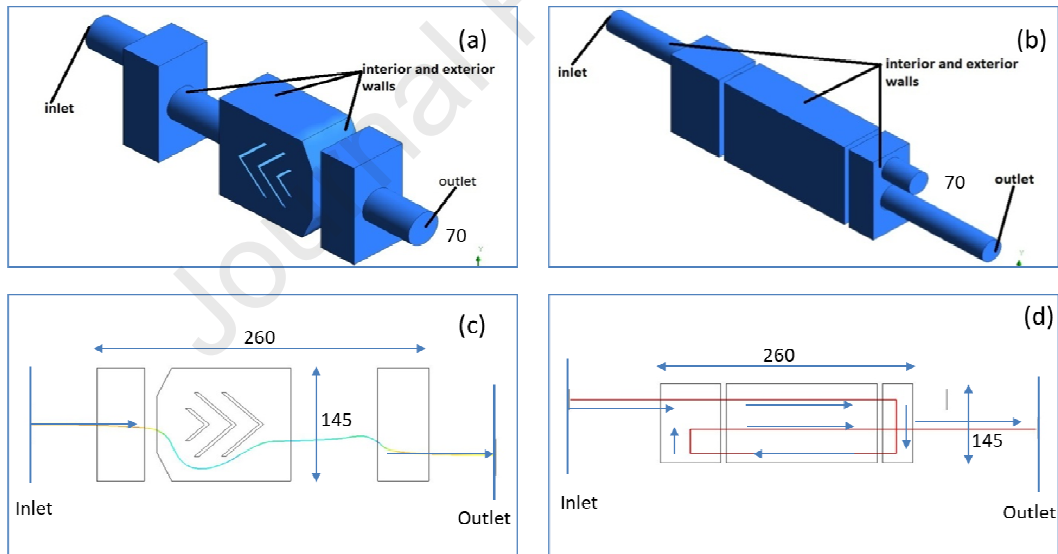 (a)
interior and exterior
walls
inlet
outlet
70
Y
(b)
inlet
interior and exterior
walls
70
outlet
Y
(c)
260
145
Inlet
Outlet
(d)
260
145
Inlet
Outlet
Journal P